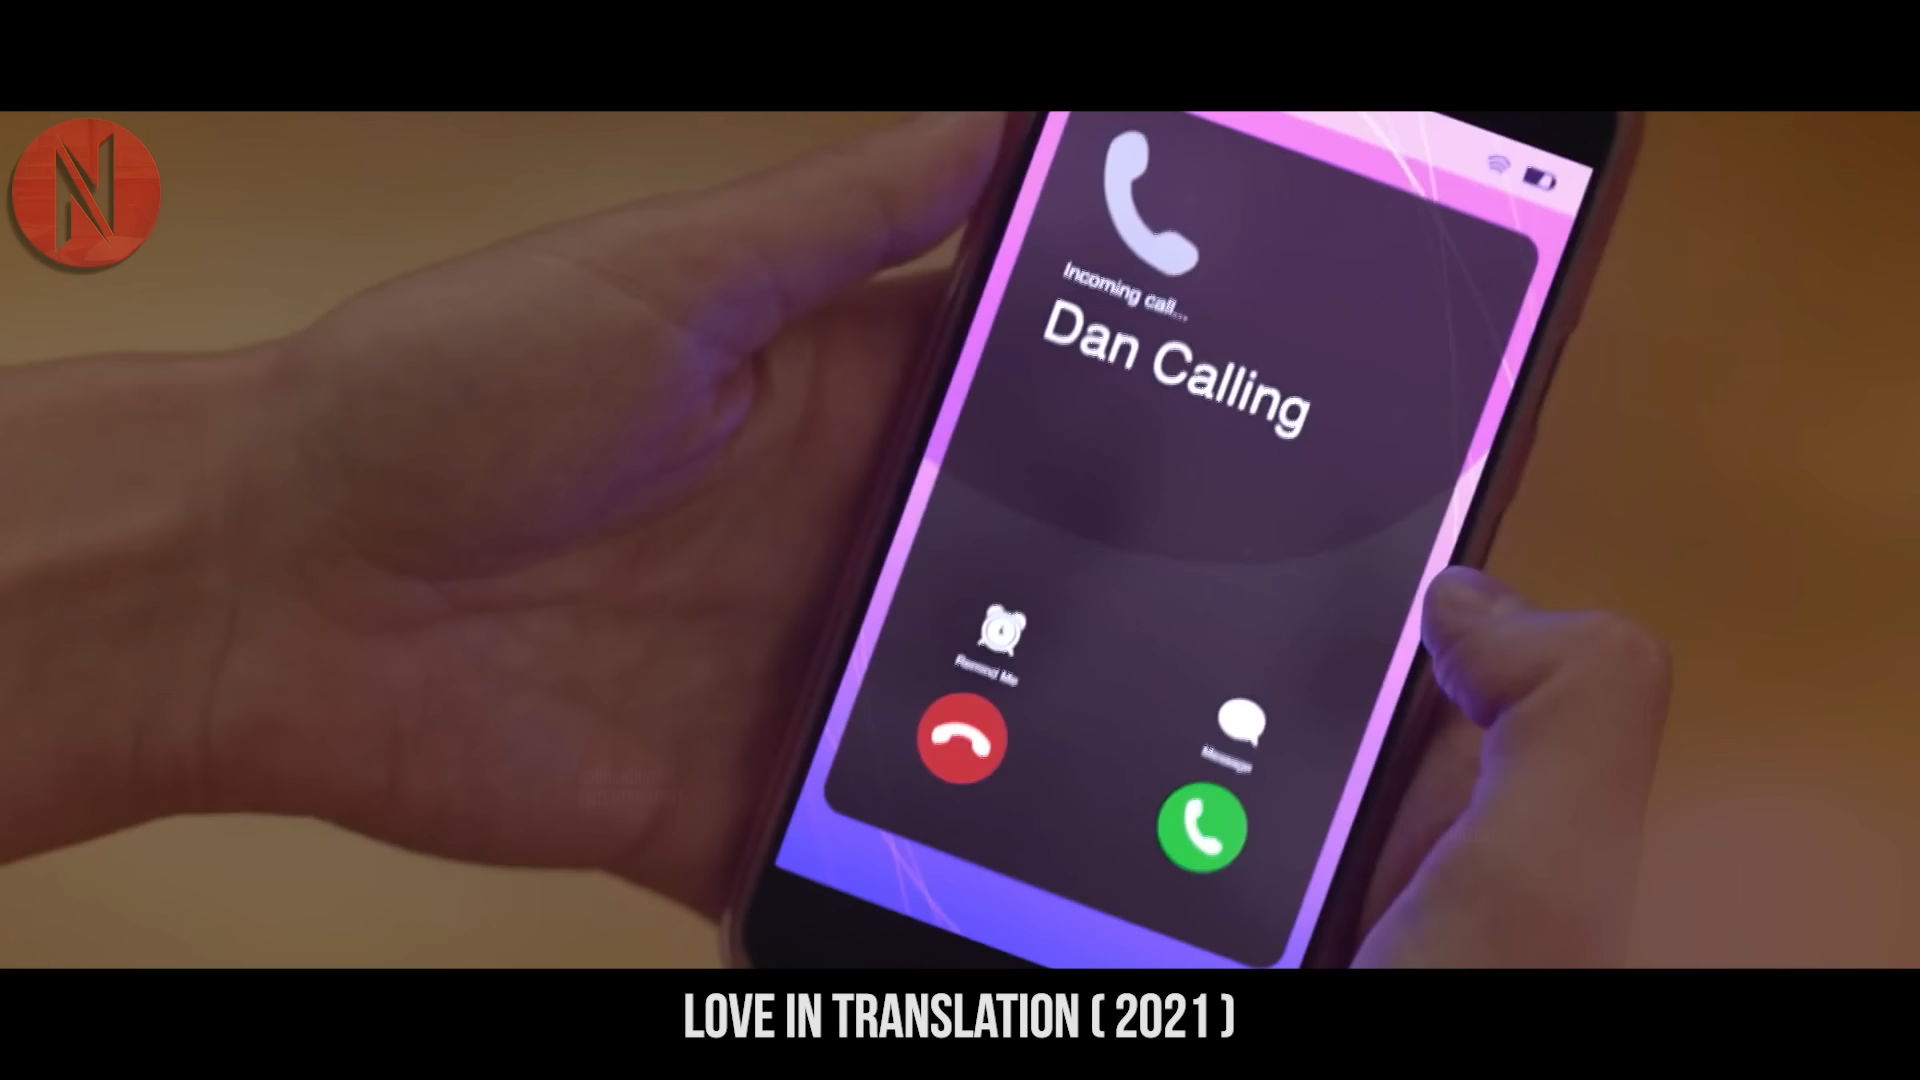 Incoming call...
Dan Calling
Remind Me
Message
LOVE IN TRANSLATION ( 2021 )